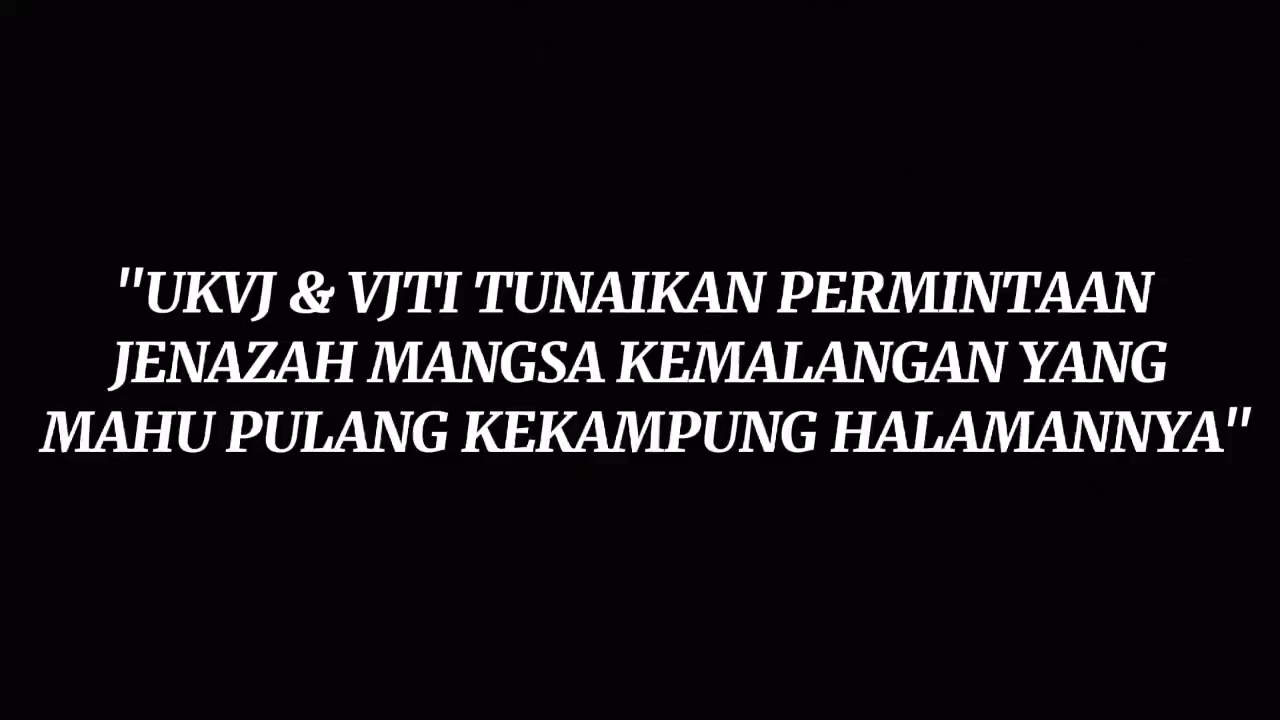 "UKVJ & VJTI TUNAIKAN PERMINTAAN
JENAZAH MANGSA KEMALANGAN YANG
MAHU PULANG KEKAMPUNG HALAMANNYA"